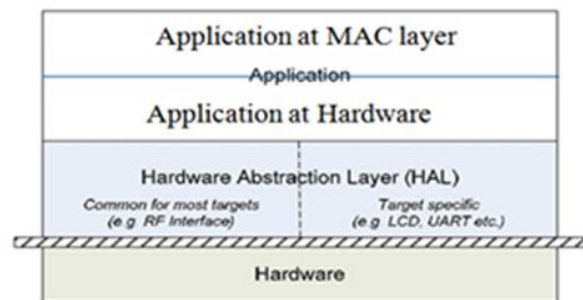 Application at MAC layer
Application
Application at Hardware
Hardware Abstraction Layer (HAL)
Common for most targets
(e.g. RF Interface)
Target specific
(e.g. LCD, UART etc.)
Hardware